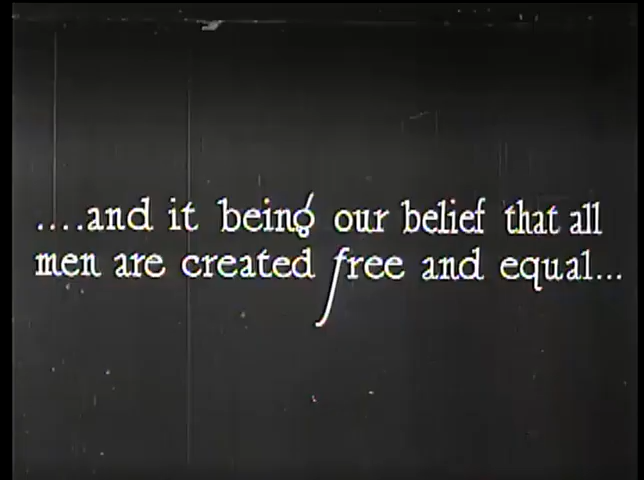 ....and it being our belief that all
men are created free and equal...